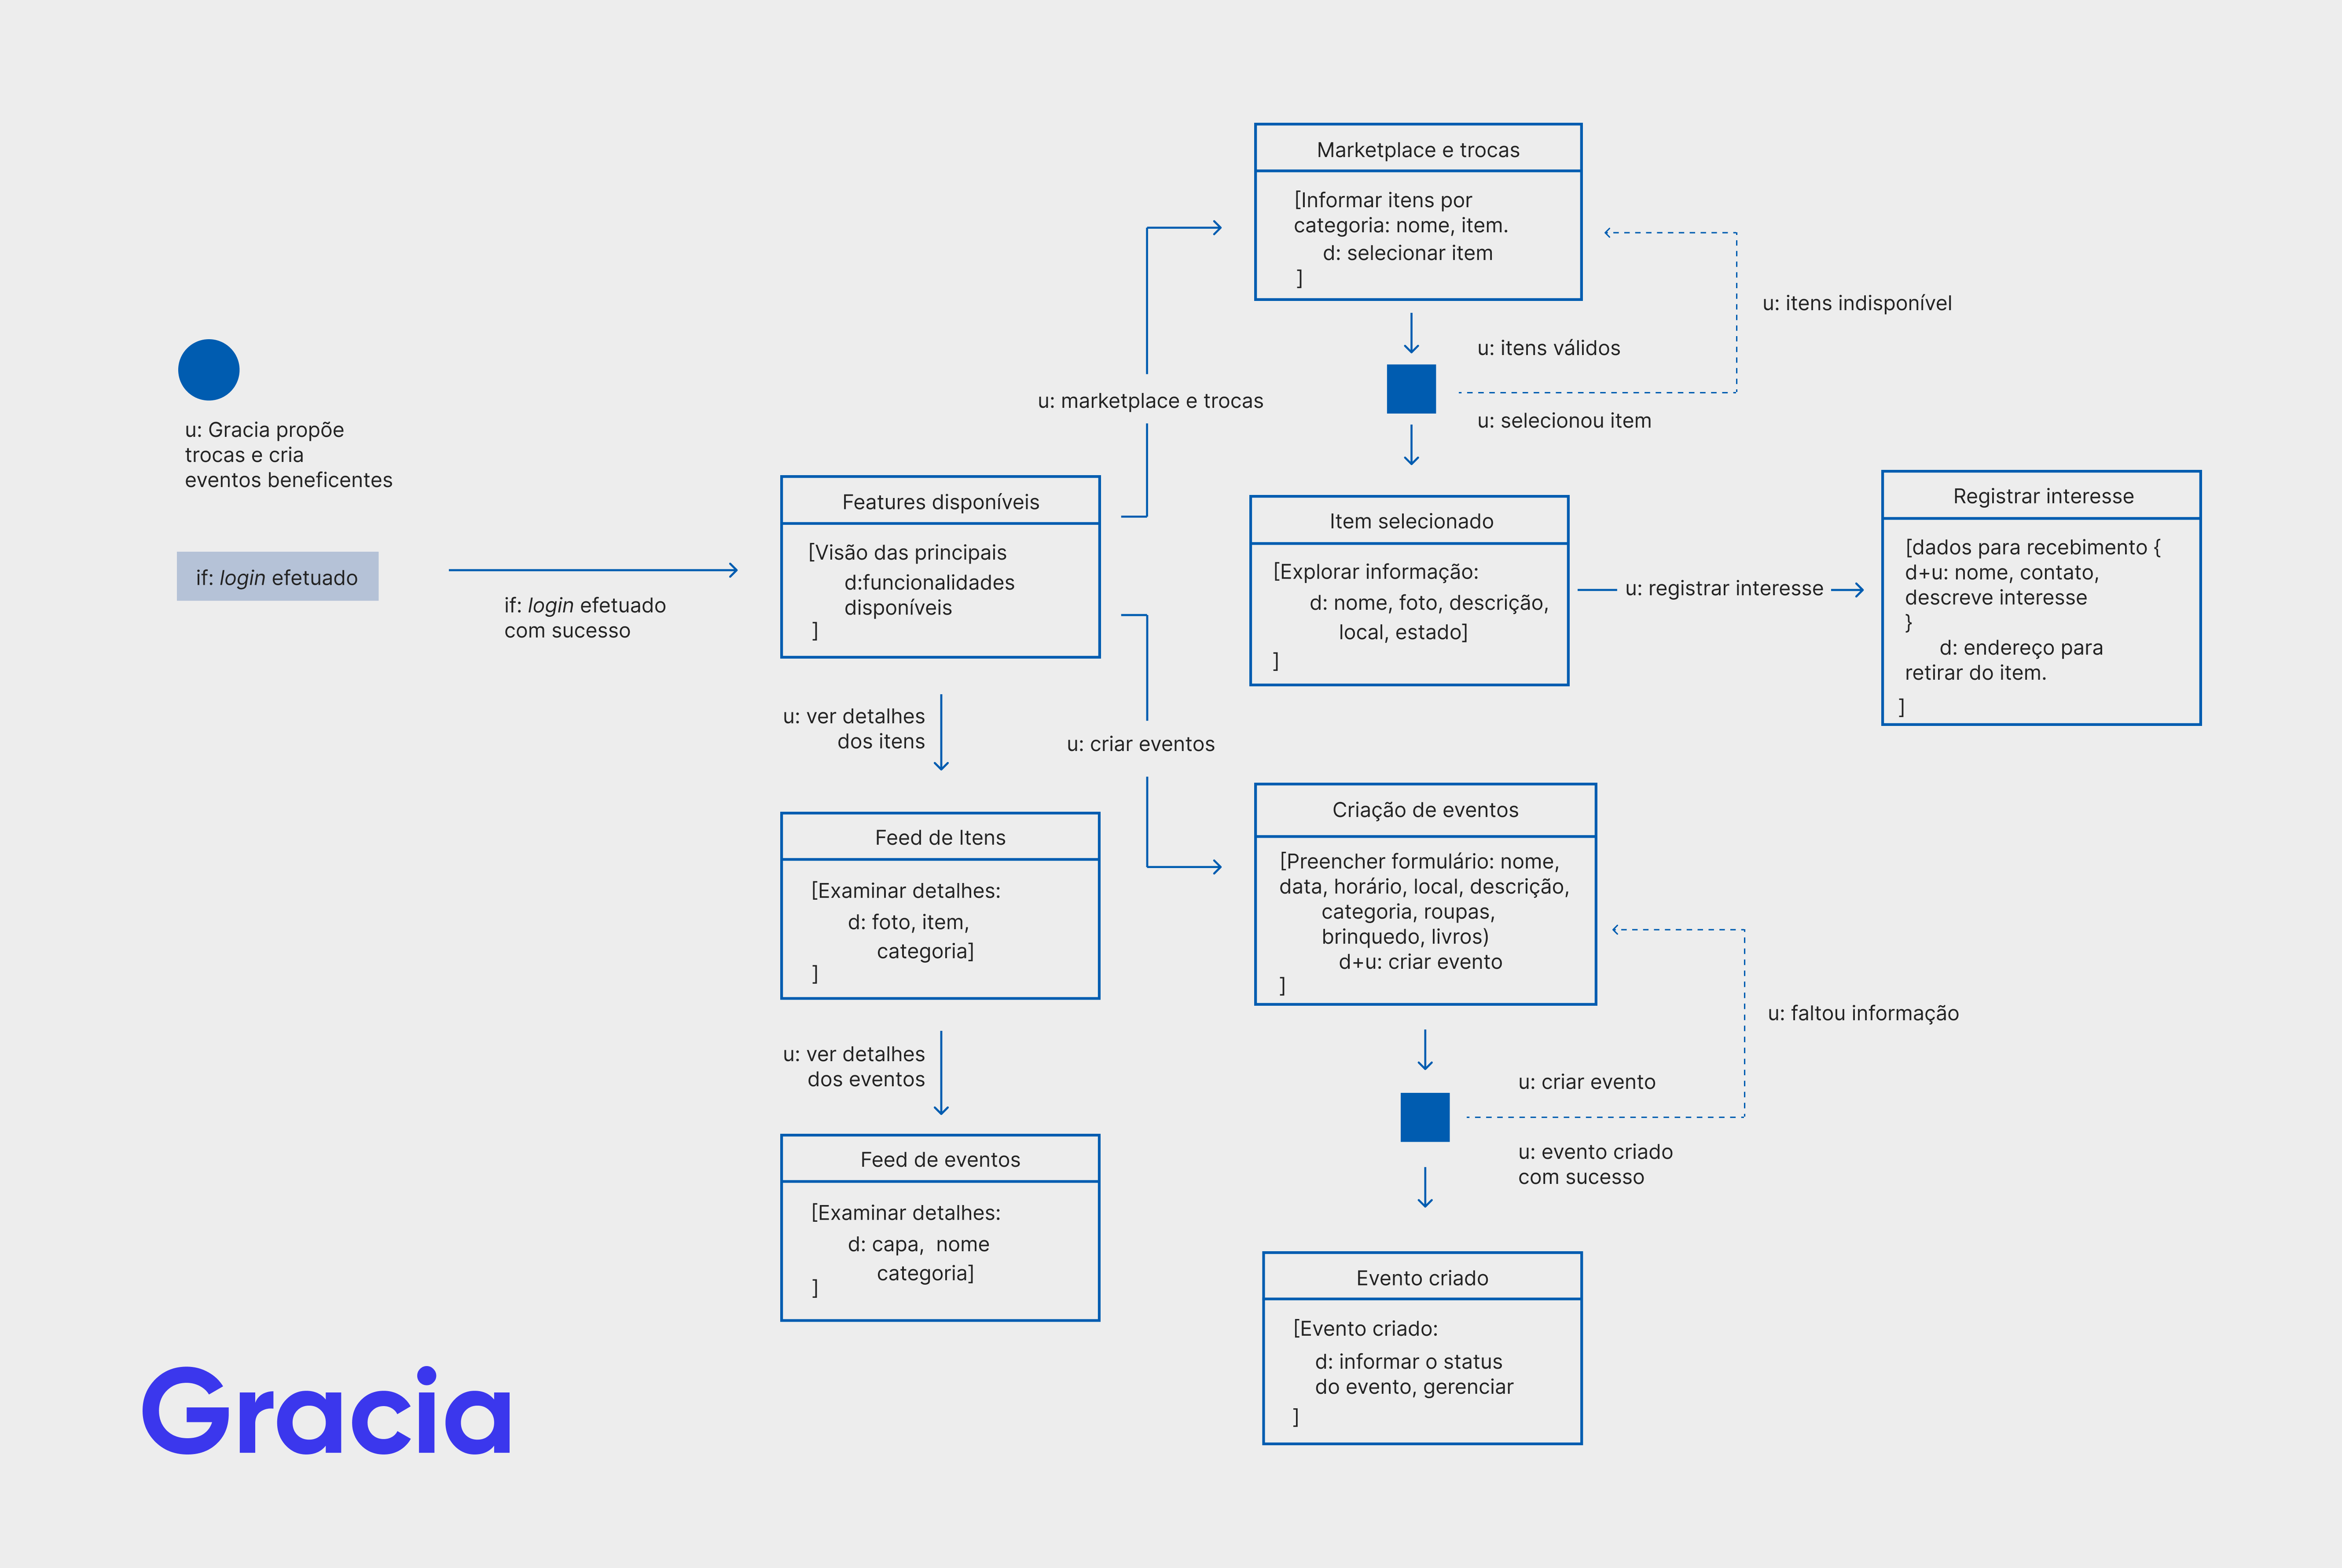 u: Gracia propõe
trocas e cria
eventos beneficentes
if: login efetuado
if: login efetuado
com sucesso
Features disponíveis
[Visão das principais
d:funcionalidades
disponíveis
]
u: marketplace e trocas
Marketplace e trocas
[Informar itens por
categoria: nome, item.
d: selecionar item
]
u: itens válidos
u: itens indisponível
u: selecionou item
Item selecionado
[Explorar informação:
d: nome, foto, descrição,
local, estado]
]
u: registrar interesse
Registrar interesse
[dados para recebimento {
d+u: nome, contato,
descreve interesse
}
d: endereço para
retirar do item.
]
u: ver detalhes
dos itens
Feed de Itens
[Examinar detalhes:
d: foto, item,
categoria]
]
u: ver detalhes
dos eventos
Feed de eventos
[Examinar detalhes:
d: capa,  nome
categoria]
]
u: criar eventos
Criação de eventos
[Preencher formulário: nome,
data, horário, local, descrição,
categoria, roupas,
brinquedo, livros)
d+u: criar evento
]
u: faltou informação
u: criar evento
u: evento criado
com sucesso
Evento criado
[Evento criado:
d: informar o status
do evento, gerenciar
]
Gracia